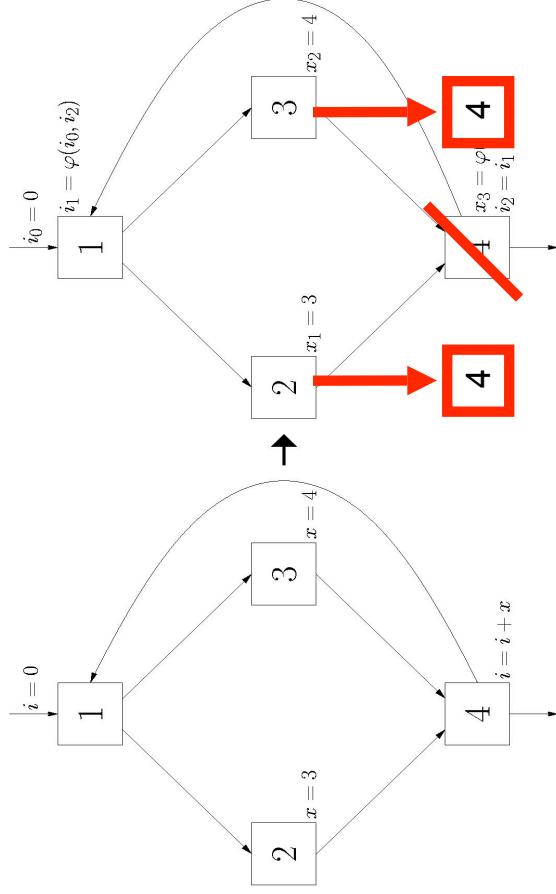 i = 0
1
2
x = 3
3
x = 4
4
i = i + x
i₀ = 0
1
i₁ = φ(i₀, i₂)
2
x₁ = 3
3
x₂ = 4
4
4
x₃ = φ
i₂ = i₁
4